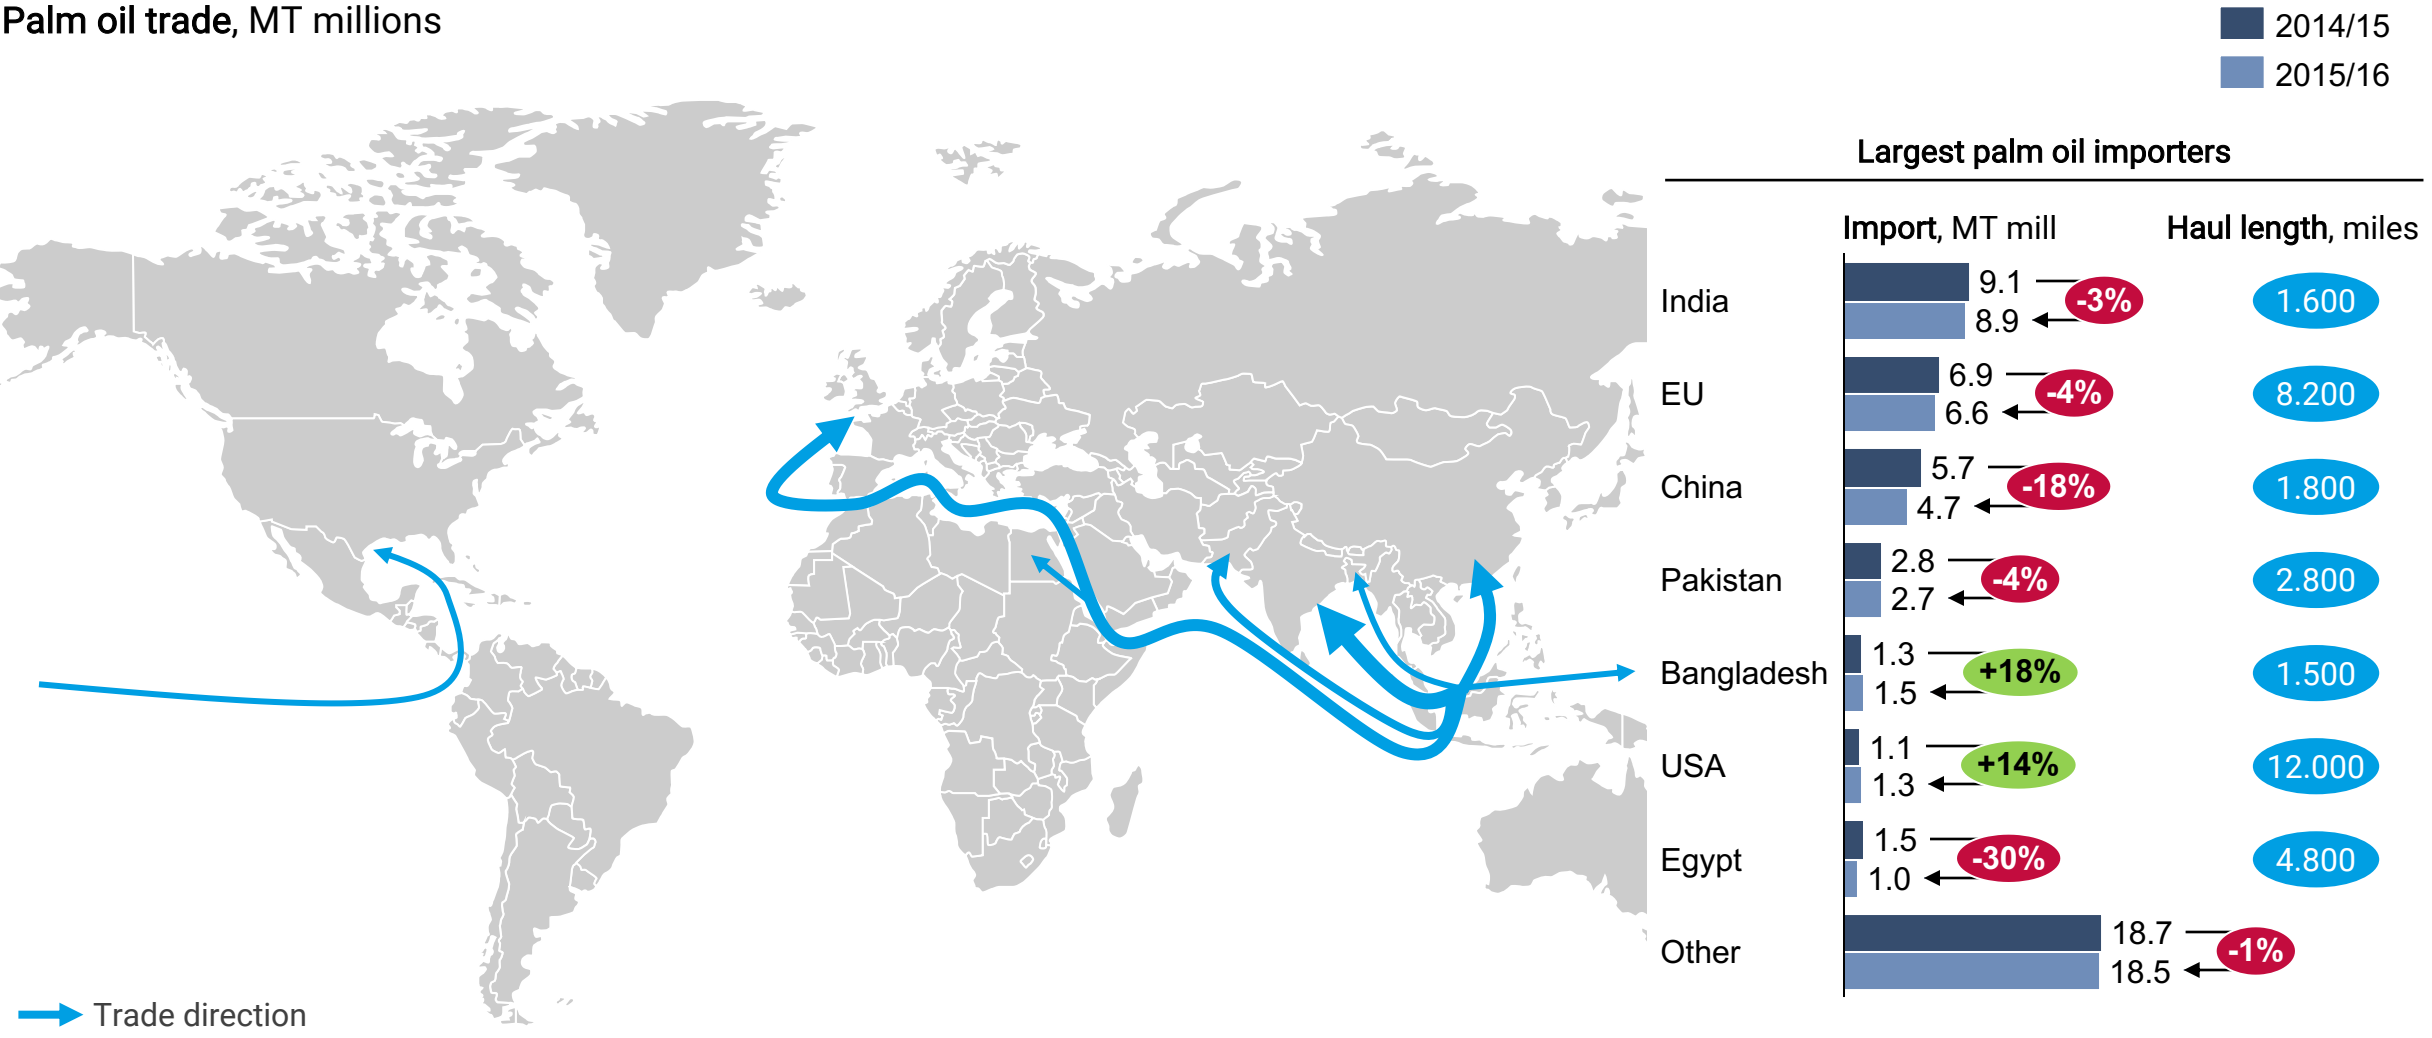 Palm oil trade, MT millions
2014/15
2015/16
Largest palm oil importers
Import, MT mill
Haul length, miles
India
9.1
8.9
-3%
1.600
EU
6.9
6.6
-4%
8.200
China
5.7
4.7
-18%
1.800
Pakistan
2.8
2.7
-4%
2.800
Bangladesh
1.3
1.5
+18%
1.500
USA
1.1
1.3
+14%
12.000
Egypt
1.5
1.0
-30%
4.800
Other
18.7
18.5
-1%
Trade direction